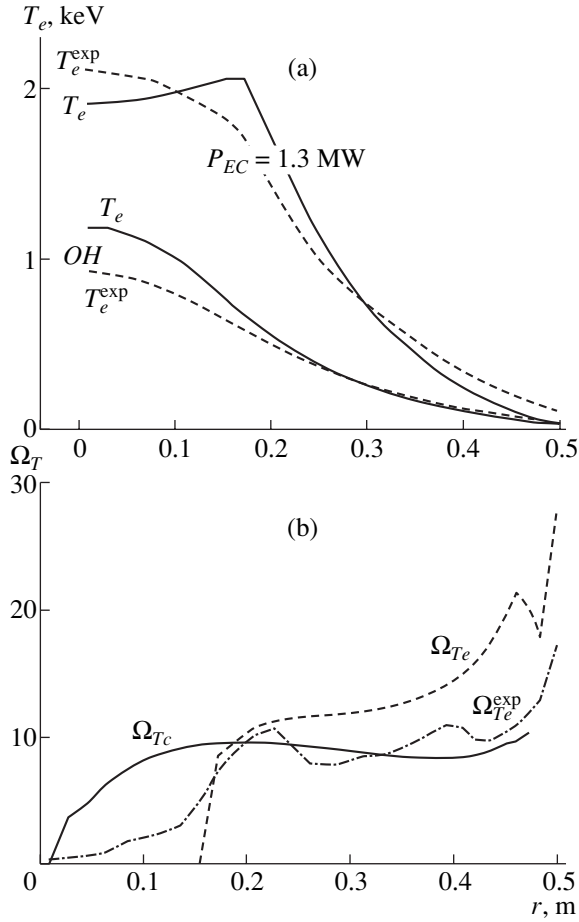 T_e, keV
T_e^exp
(a)
2
T_e
P_EC = 1.3 MW
T_e
1
OH
T_e^exp
0
0 0.1 0.2 0.3 0.4 0.5
Ω_T
r, m
30
(b)
20
Ω_Te
Ω_Te^exp
Ω_Tc
10
0 0.1 0.2 0.3 0.4 0.5
r, m